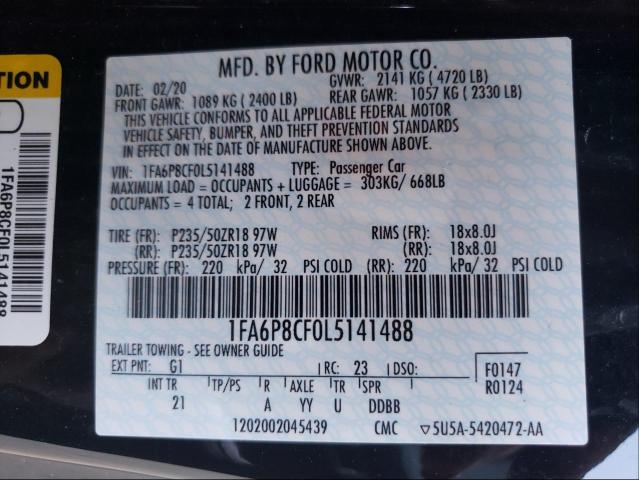 TION
1FA6P8CF0L5141488
MFD. BY FORD MOTOR CO.
DATE: 02/20 GVWR: 2141 KG ( 4720 LB)
FRONT GAWR: 1089 KG ( 2400 LB) REAR GAWR: 1057 KG ( 2330 LB)
THIS VEHICLE CONFORMS TO ALL APPLICABLE FEDERAL MOTOR
VEHICLE SAFETY, BUMPER, AND THEFT PREVENTION STANDARDS
IN EFFECT ON THE DATE OF MANUFACTURE SHOWN ABOVE.
VIN: 1FA6P8CF0L5141488 TYPE: Passenger Car
MAXIMUM LOAD = OCCUPANTS + LUGGAGE = 303KG/ 668LB
OCCUPANTS = 4 TOTAL; 2 FRONT, 2 REAR
TIRE (FR): P235/50ZR18 97W RIMS (FR): 18x8.0J
(RR): P235/50ZR18 97W (RR): 18x8.0J
PRESSURE (FR): 220 kPa/ 32 PSI COLD (RR): 220 kPa/ 32 PSI COLD
1FA6P8CF0L5141488
TRAILER TOWING - SEE OWNER GUIDE
EXT PNT: G1 RC: 23 DSO: F0147
R0124
INT TR TP/PS R AXLE TR SPR
21 A YY U DDBB
1202002045439 CMC ▽5U5A-5420472-AA